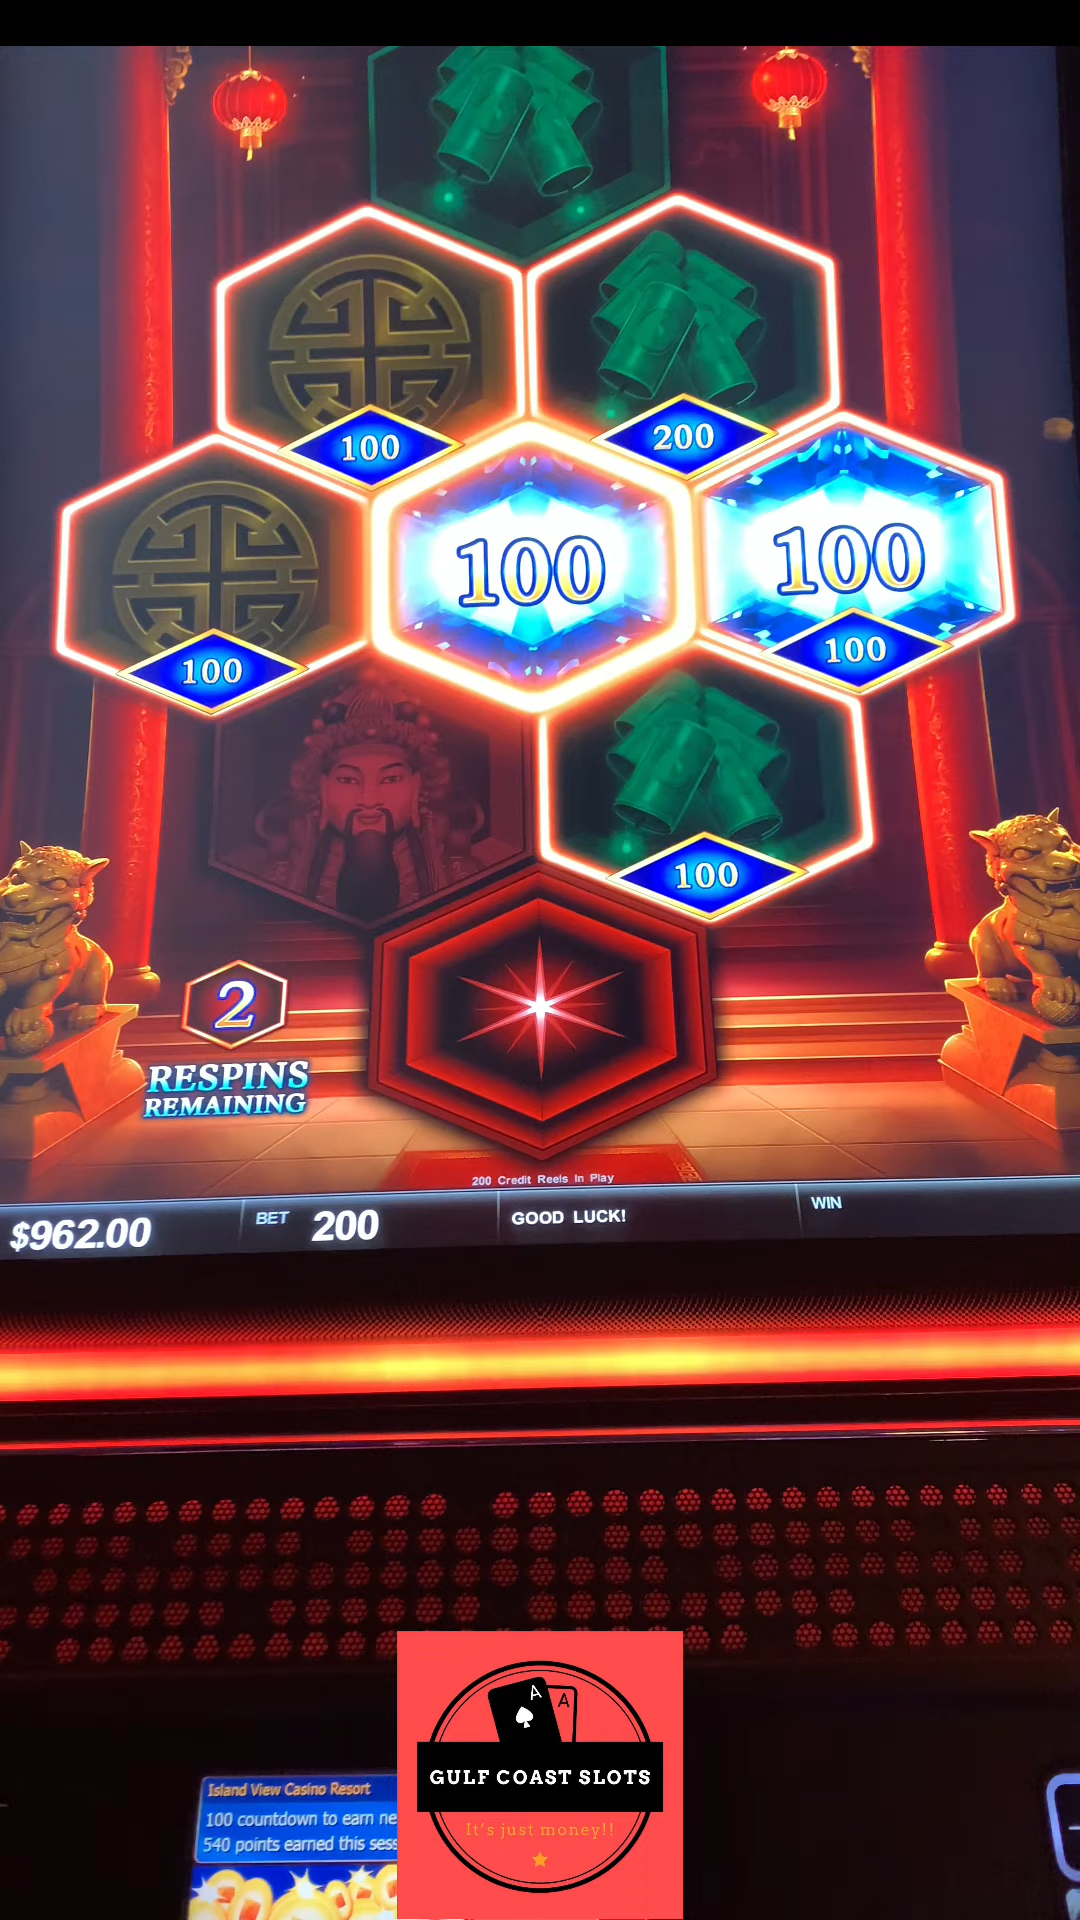 100
200
100
100
100
100
100
2
RESPINS
REMAINING
200 Credit Reels In Play
$962.00
BET 200
GOOD LUCK!
WIN
A
A
GULF COAST SLOTS
It's just money!!
Island View Casino Resort
100 countdown to earn
540 points earned this